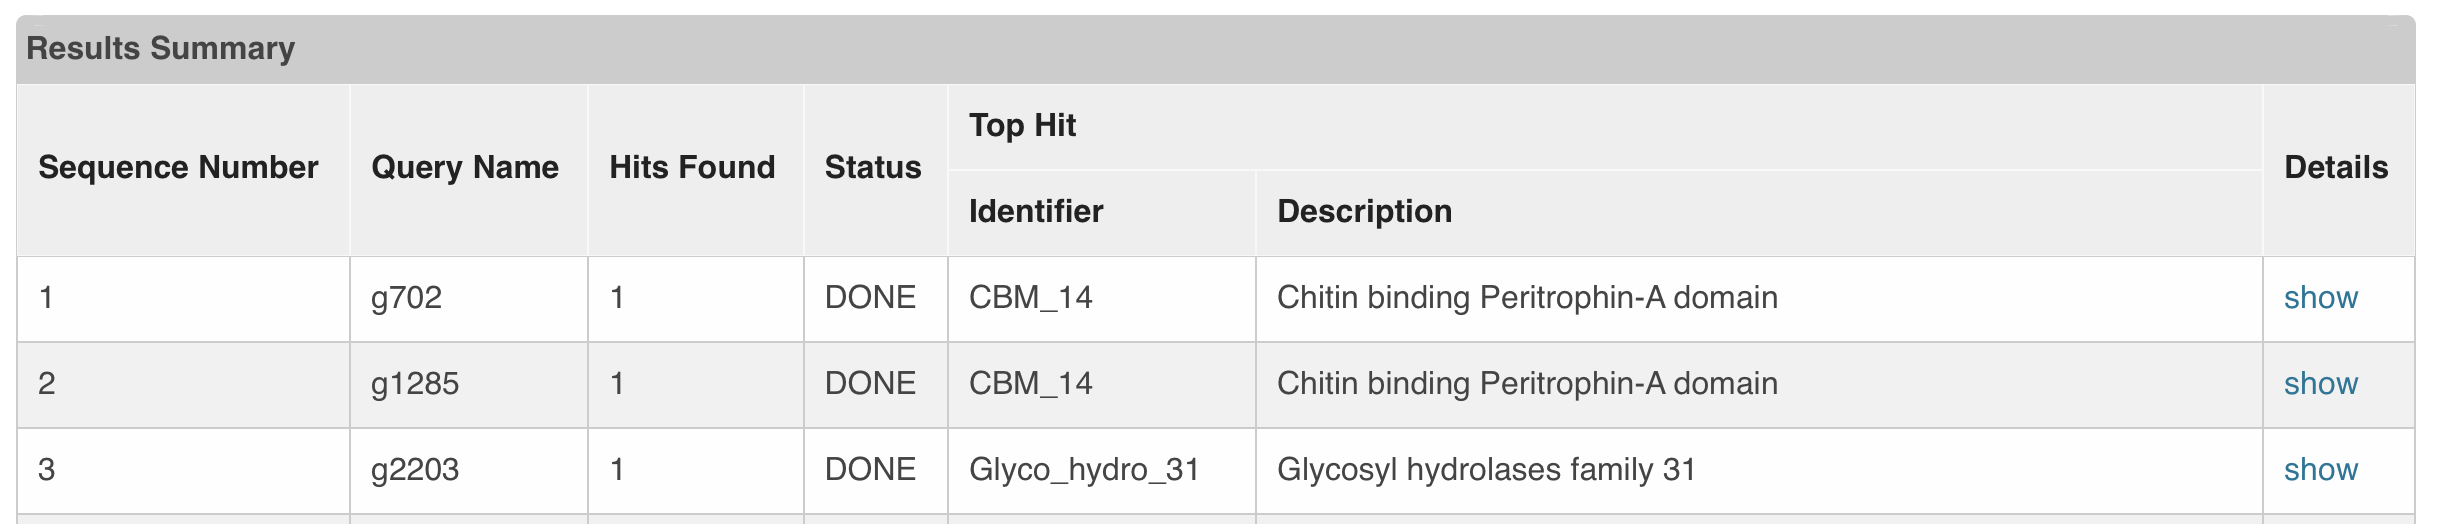 Results Summary
Sequence Number Query Name Hits Found Status Top Hit Details
Identifier Description
1 g702 1 DONE CBM_14 Chitin binding Peritrophin-A domain show
2 g1285 1 DONE CBM_14 Chitin binding Peritrophin-A domain show
3 g2203 1 DONE Glyco_hydro_31 Glycosyl hydrolases family 31 show